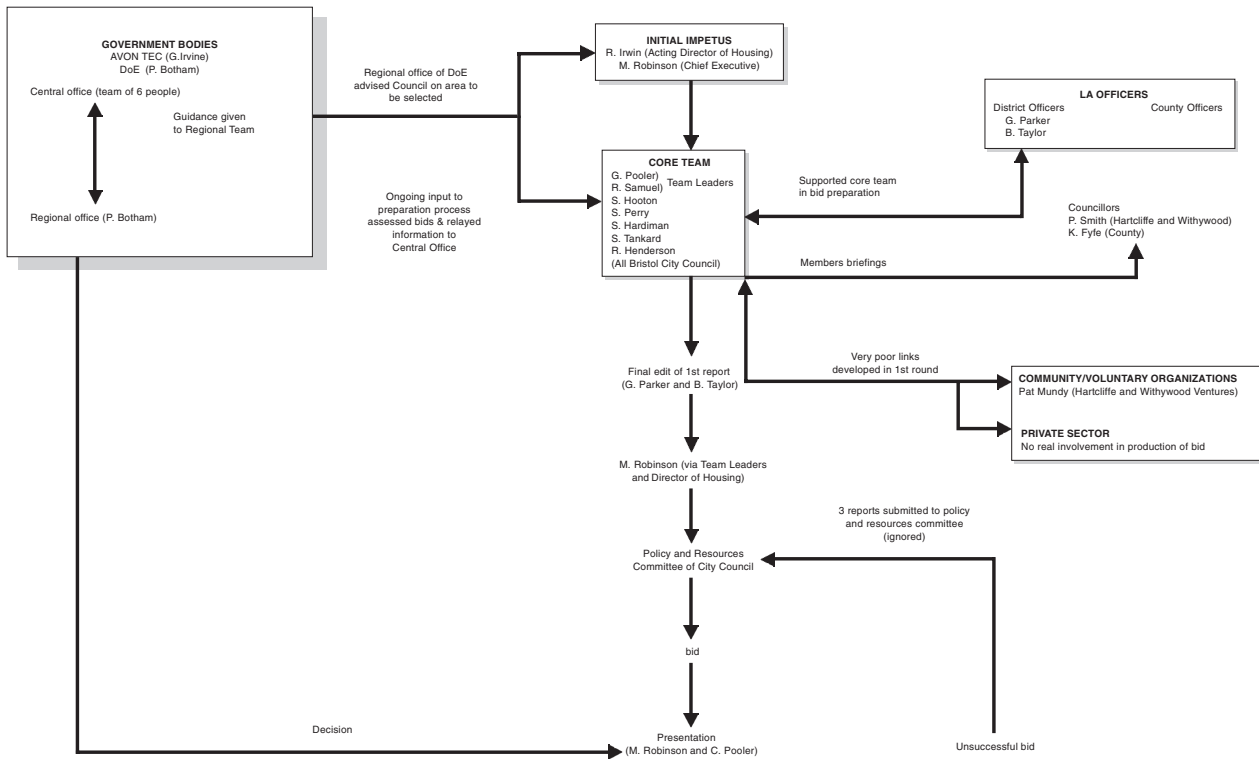 GOVERNMENT BODIES
AVON TEC (G.Irvine)
DoE (P. Botham)
Central office (team of 6 people)
Guidance given
to Regional Team
Regional office (P. Botham)
Regional office of DoE
advised Council on area to
be selected
Ongoing input to
preparation process
assessed bids & relayed
information to
Central Office
INITIAL IMPETUS
R. Irwin (Acting Director of Housing)
M. Robinson (Chief Executive)
CORE TEAM
G. Pooler)
R. Samuel) Team Leaders
S. Hooton
S. Perry
S. Hardiman
S. Tankard
R. Henderson
(All Bristol City Council)
LA OFFICERS
District Officers County Officers
G. Parker
B. Taylor
Supported core team
in bid preparation
Councillors
P. Smith (Hartcliffe and Withywood)
K. Fyfe (County)
Members briefings
Very poor links
developed in 1st round
COMMUNITY/VOLUNTARY ORGANIZATIONS
Pat Mundy (Hartcliffe and Withywood Ventures)
PRIVATE SECTOR
No real involvement in production of bid
Final edit of 1st report
(G. Parker and B. Taylor)
M. Robinson (via Team Leaders
and Director of Housing)
3 reports submitted to policy
and resources committee
(ignored)
Policy and Resources
Committee of City Council
bid
Decision
Presentation
(M. Robinson and C. Pooler)
Unsuccessful bid